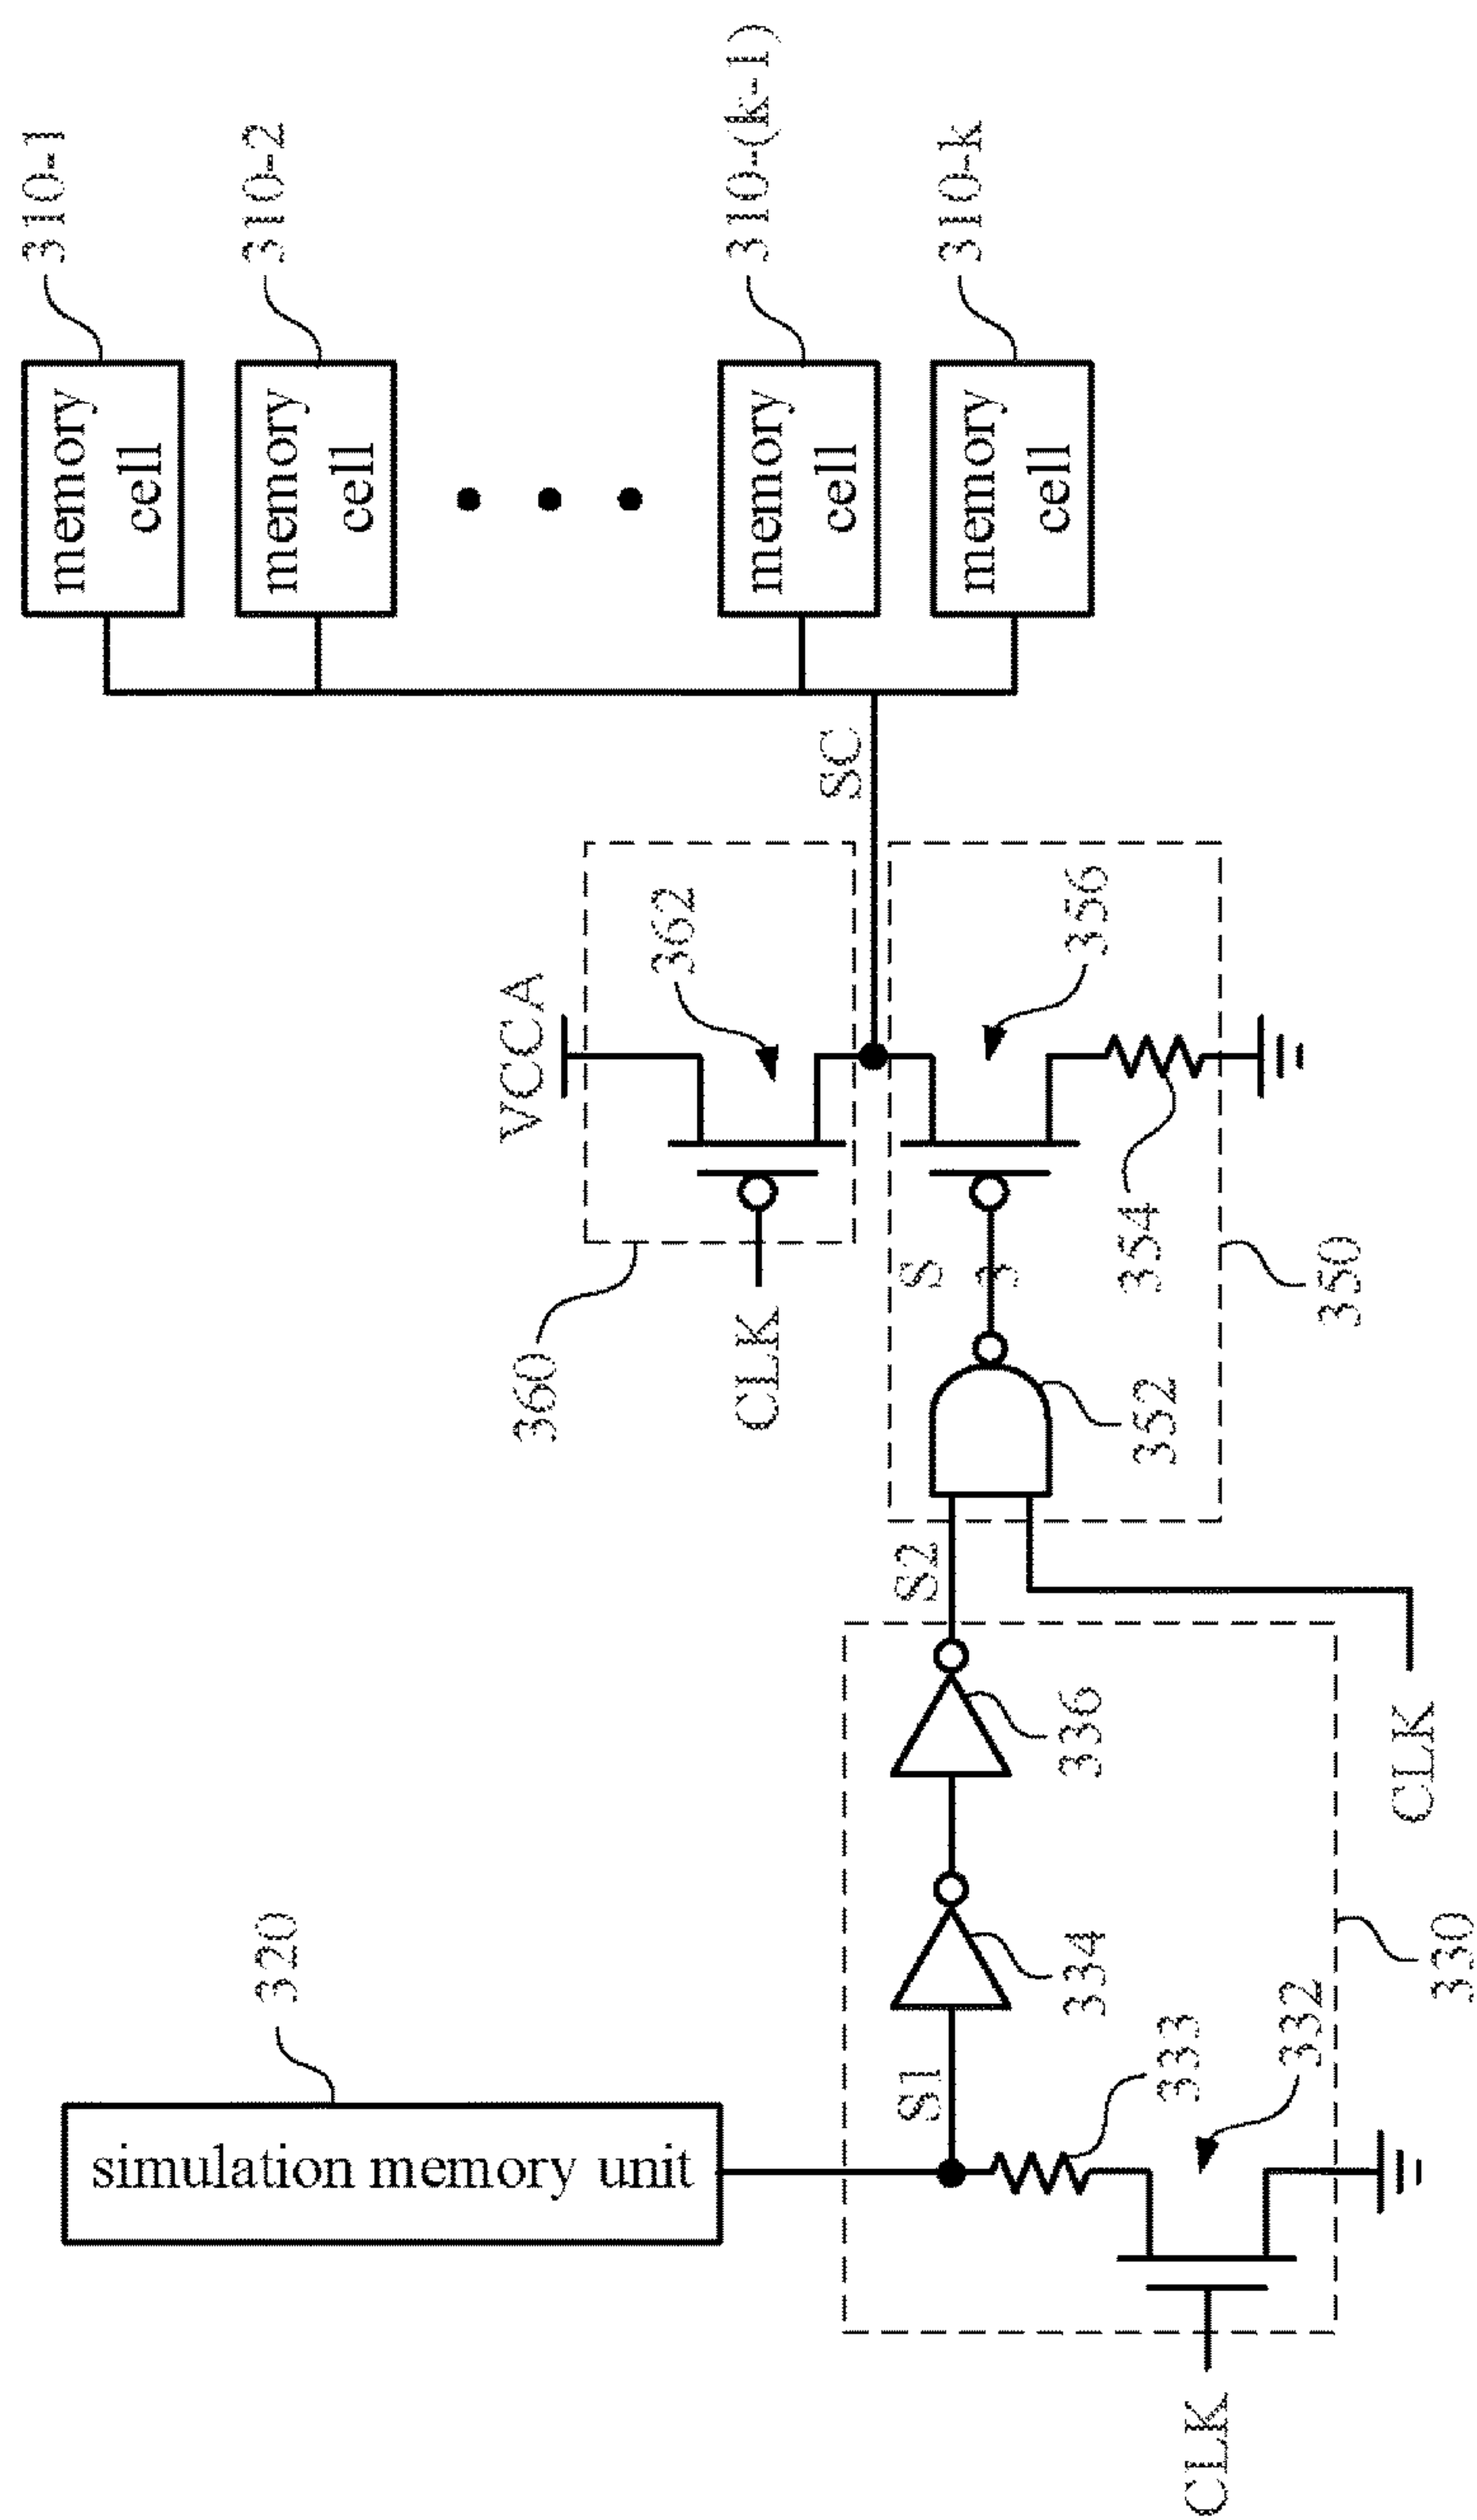 310-1
310-2
310-(k-1)
310-k
memory
cell
memory
cell
memory
cell
memory
cell
SC
VCCA
362
356
360
CLK
S 3
354
350
352
S2
CLK
336
334
330
320
simulation memory unit
S1
333
332
CLK